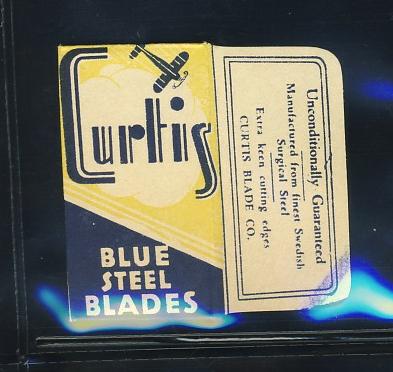 Curtis
BLUE
STEEL
BLADES
Unconditionally Guaranteed
Manufactured from finest Swedish
Surgical Steel
Extra keen cutting edges
CURTIS BLADE CO.